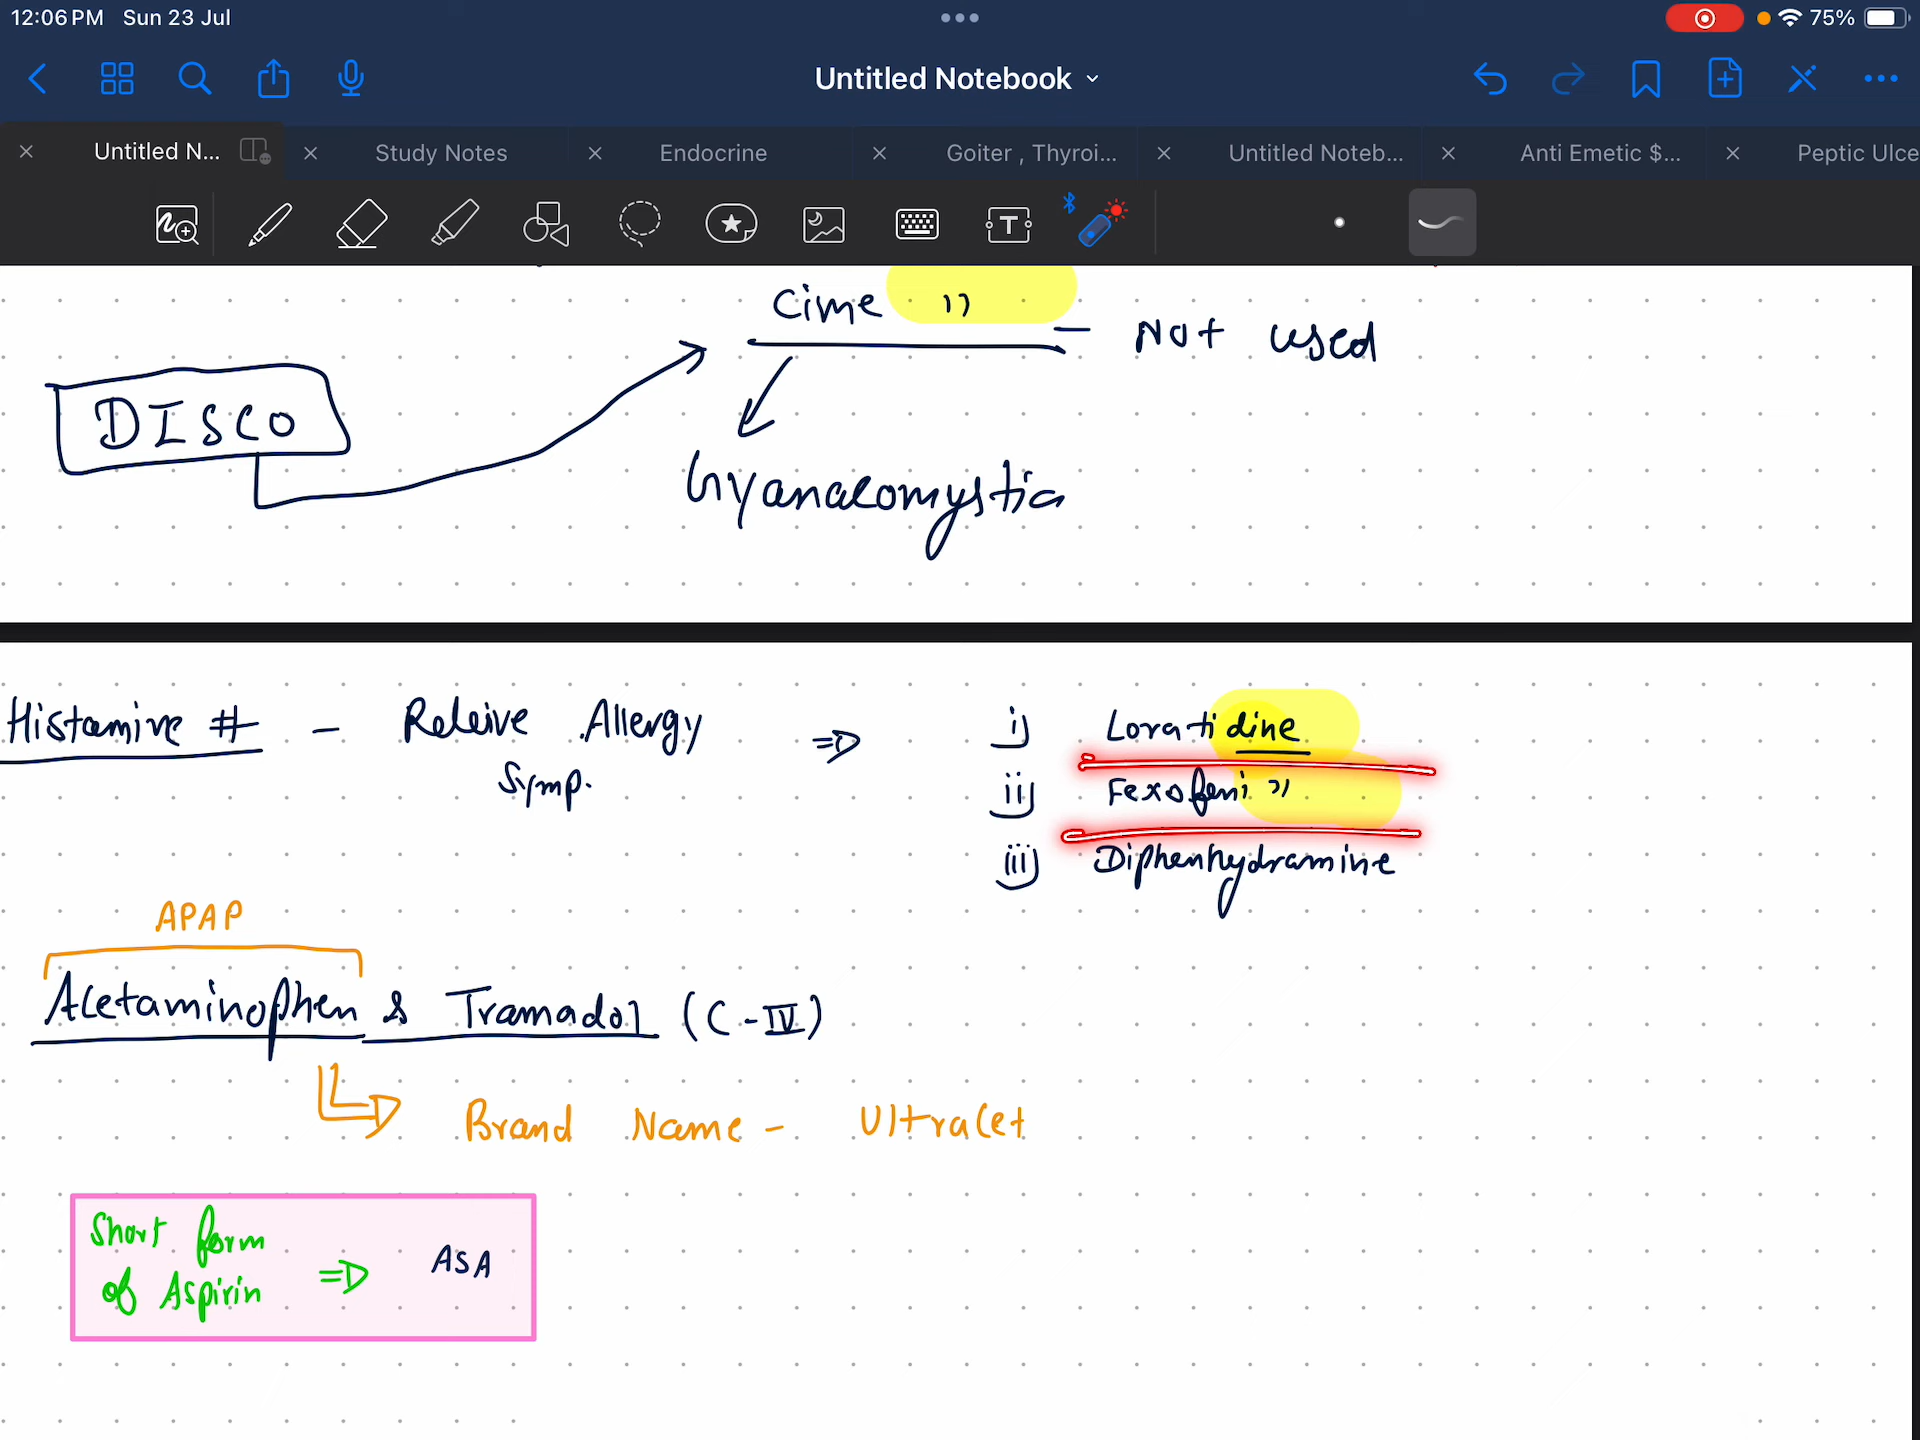 12:06 PM Sun 23 Jul
75%
Untitled Notebook
Untitled N...
Study Notes
Endocrine
Goiter , Thyroi...
Untitled Noteb...
Anti Emetic $...
Peptic Ulce
T
Cime " - Not used
DISCO
Gyanacomystia
Histamine # - Releive Allergy Symp. ⇒
i) Loratidine
ii) Fexofeni "
iii) Diphenhydramine
APAP
Acetaminophen & Tramadol (C-IV)
Brand Name - Ultracet
Short form
of Aspirin ⇒ ASA